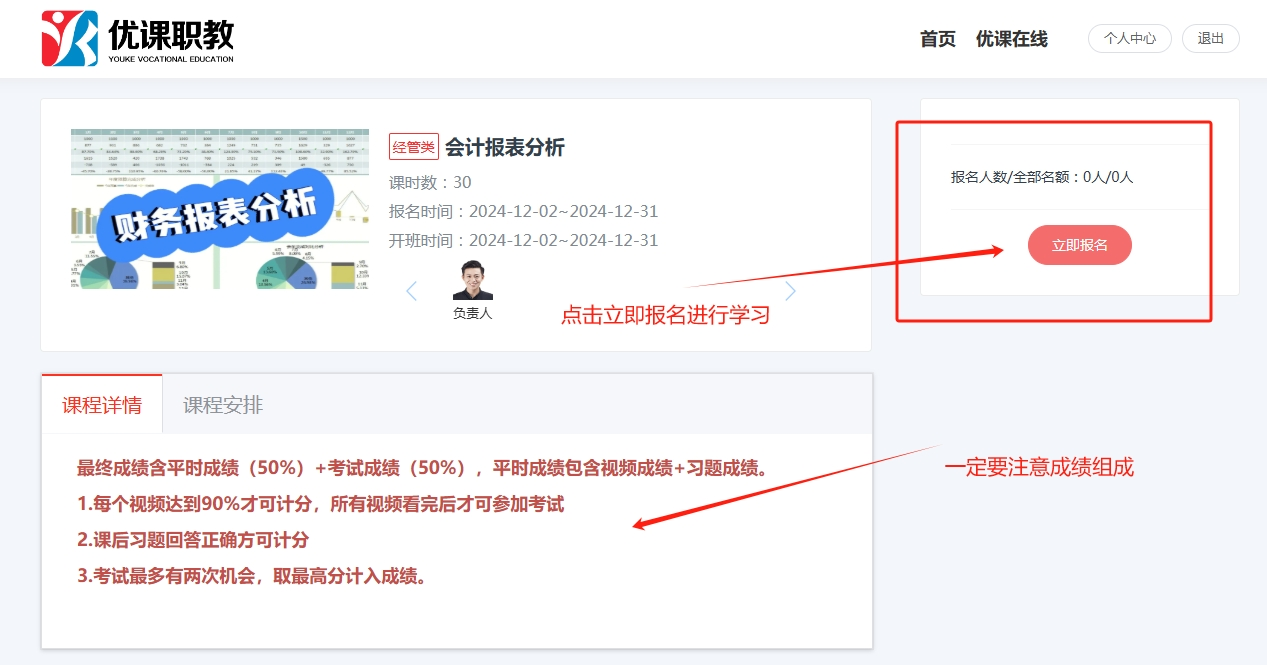 优课职教
YOUKE VOCATIONAL EDUCATION
首页
优课在线
个人中心
退出
财务报表分析
经管类 会计报表分析
课时数：30
报名时间：2024-12-02~2024-12-31
开班时间：2024-12-02~2024-12-31
负责人
点击立即报名进行学习
报名人数/全部名额：0人/0人
立即报名
课程详情
课程安排
最终成绩含平时成绩（50%）+考试成绩（50%），平时成绩包含视频成绩+习题成绩。
1.每个视频达到90%才可计分，所有视频看完后才可参加考试
2.课后习题回答正确方可计分
3.考试最多有两次机会，取最高分计入成绩。
一定要注意成绩组成